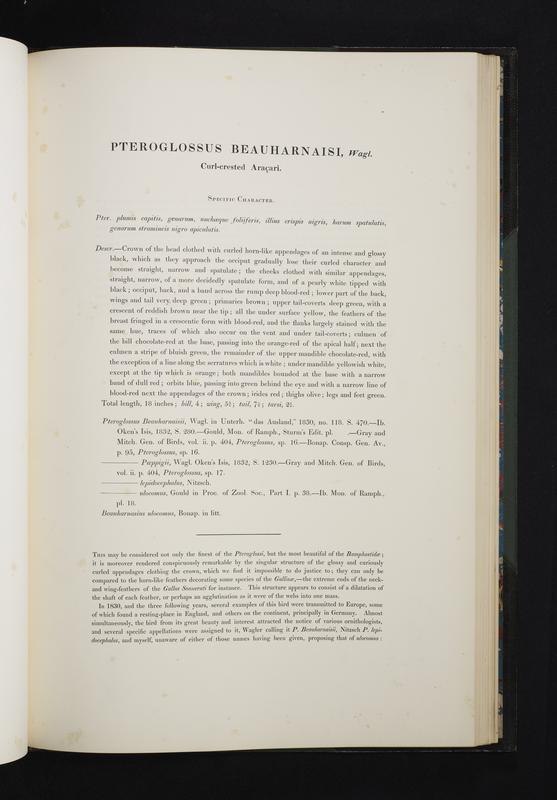 PTEROGLOSSUS BEAUHARNAISI, Wagl.
Curl-crested Araçari.
Specific Character.
Pter. plumis capitis, genarum, nuchæque foliiferis, illius crispis nigris, harum spatulatis,
genarum stramineis nigro apiculatis.
Descr.—Crown of the head clothed with curled horn-like appendages of an intense and glossy
black, which as they approach the occiput gradually lose their curled character and
become straight, narrow and spatulate; the cheeks clothed with similar appendages,
straight, narrow, of a more decidedly spatulate form, and of a pearly white tipped with
black; occiput, back, and a band across the rump deep blood-red; lower part of the back,
wings and tail very deep green; primaries brown; upper tail-coverts deep green, with a
crescent of reddish brown near the tip; all the under surface yellow, the feathers of the
breast fringed in a crescentic form with blood-red, and the flanks largely stained with the
same hue, traces of which also occur on the vent and under tail-coverts; culmen of
the bill chocolate-red at the base, passing into the orange-red of the apical half; next the
culmen a stripe of bluish green, the remainder of the upper mandible chocolate-red, with
the exception of a line along the serratures which is white; under mandible yellowish white,
except at the tip which is orange; both mandibles bounded at the base with a narrow
band of dull red; orbits blue, passing into green behind the eye and with a narrow line of
blood-red next the appendages of the crown; irides red; thighs olive; legs and feet green.
Total length, 18 inches; bill, 4; wing, 5½; tail, 7½; tarsi, 2¼.
Pteroglossus Beauharnaisii, Wagl. in Unterh. "das Ausland," 1830, no. 118. S. 470.—Ib.
Oken's Isis, 1832, S. 280.—Gould, Mon. of Ramph., Sturm's Edit. pl. .—Gray and
Mitch. Gen. of Birds, vol. ii. p. 404, Pteroglossus, sp. 16.—Bonap. Consp. Gen. Av.,
p. 95, Pteroglossus, sp. 16.
——— Pœppigii, Wagl. Oken's Isis, 1832, S. 1230.—Gray and Mitch. Gen. of Birds,
vol. ii. p. 404, Pteroglossus, sp. 17.
——— lepidocephalus, Nitzsch.
——— ulocomus, Gould in Proc. of Zool. Soc., Part I. p. 38.—Ib. Mon. of Ramph.,
pl. 18.
Beauharnasius ulocomus, Bonap. in litt.
This may be considered not only the finest of the Pteroglossi, but the most beautiful of the Ramphastidæ;
it is moreover rendered conspicuously remarkable by the singular structure of the glossy and curiously
curled appendages clothing the crown, which we find it impossible to do justice to; they can only be
compared to the horn-like feathers decorating some species of the Gallinæ,—the extreme ends of the neck-
and wing-feathers of the Gallus Sonnerati for instance. This structure appears to consist of a dilatation of
the shaft of each feather, or perhaps an agglutination as it were of the webs into one mass.
In 1830, and the three following years, several examples of this bird were transmitted to Europe, some
of which found a resting-place in England, and others on the continent, principally in Germany. Almost
simultaneously, the bird from its great beauty and interest attracted the notice of various ornithologists,
and several specific appellations were assigned to it, Wagler calling it P. Beauharnaisii, Nitzsch P. lepi-
docephalus, and myself, unaware of either of those names having been given, proposing that of ulocomus: